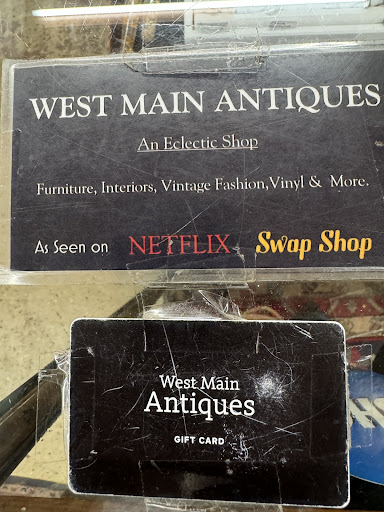 WEST MAIN ANTIQUES
An Eclectic Shop
Furniture, Interiors, Vintage Fashion,Vinyl & More.
As Seen on NETFLIX Swap Shop
West Main
Antiques
GIFT CARD